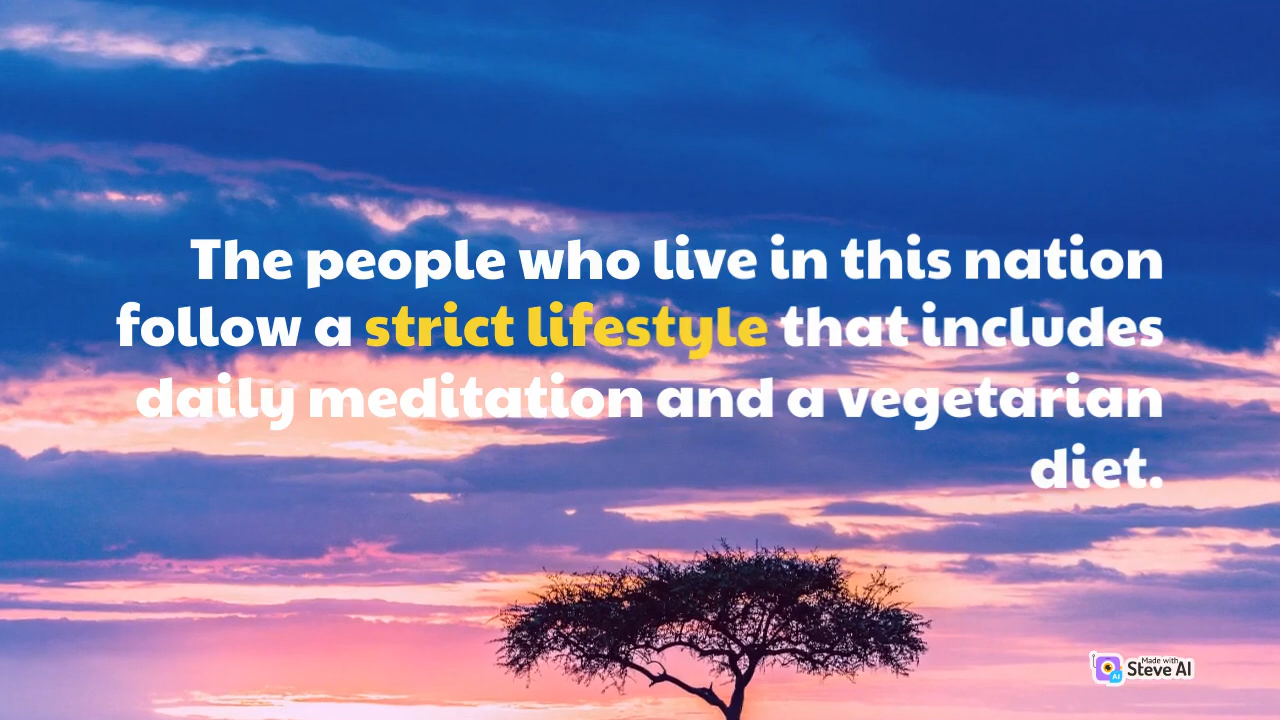 The people who live in this nation
follow a strict lifestyle that includes
daily meditation and a vegetarian
diet.
Made with
Steve AI
AI